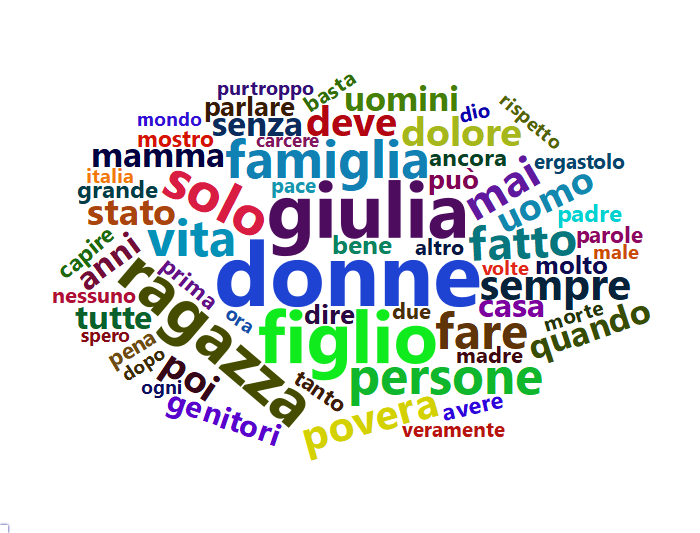 purtroppo
basta
uomini
parlare
mondo
senza
deve
dio
rispetto
mostro
carcere
dolore
mamma
famiglia
ancora
ergastolo
italia
grande
solo
pace
giulia
può
mai
uomo
padre
stato
vita
bene
altro
fatto
parole
capire
anni
donne
volte
molto
male
nessuno
prima
ragazza
sempre
tutte
ora
dire
due
casa
morte
spero
figlio
fare
quando
pena
dopo
poi
madre
ogni
tanto
persone
genitori
povera
avere
veramente